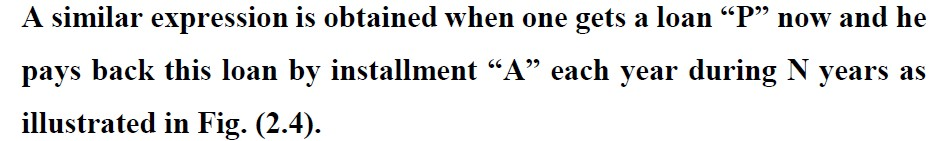 A similar expression is obtained when one gets a loan “P” now and he
pays back this loan by installment “A” each year during N years as
illustrated in Fig. (2.4).